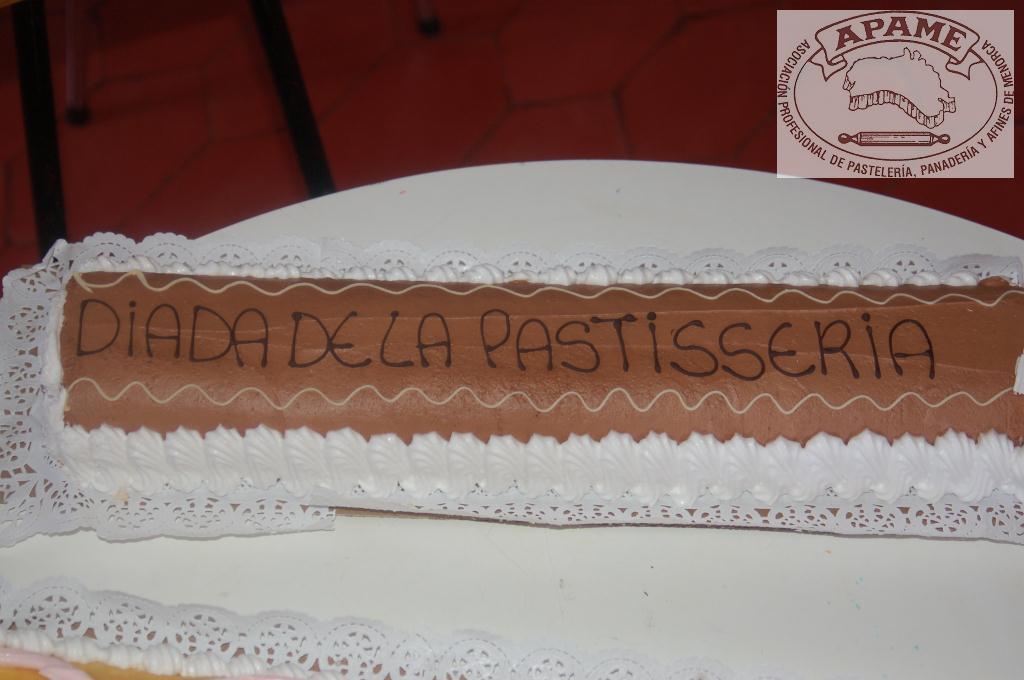 APAME
ASOCIACIÓN PROFESIONAL DE PASTELERÍA, PANADERÍA Y AFINES DE MENORCA
DiADA DE LA PASTiSSERiA